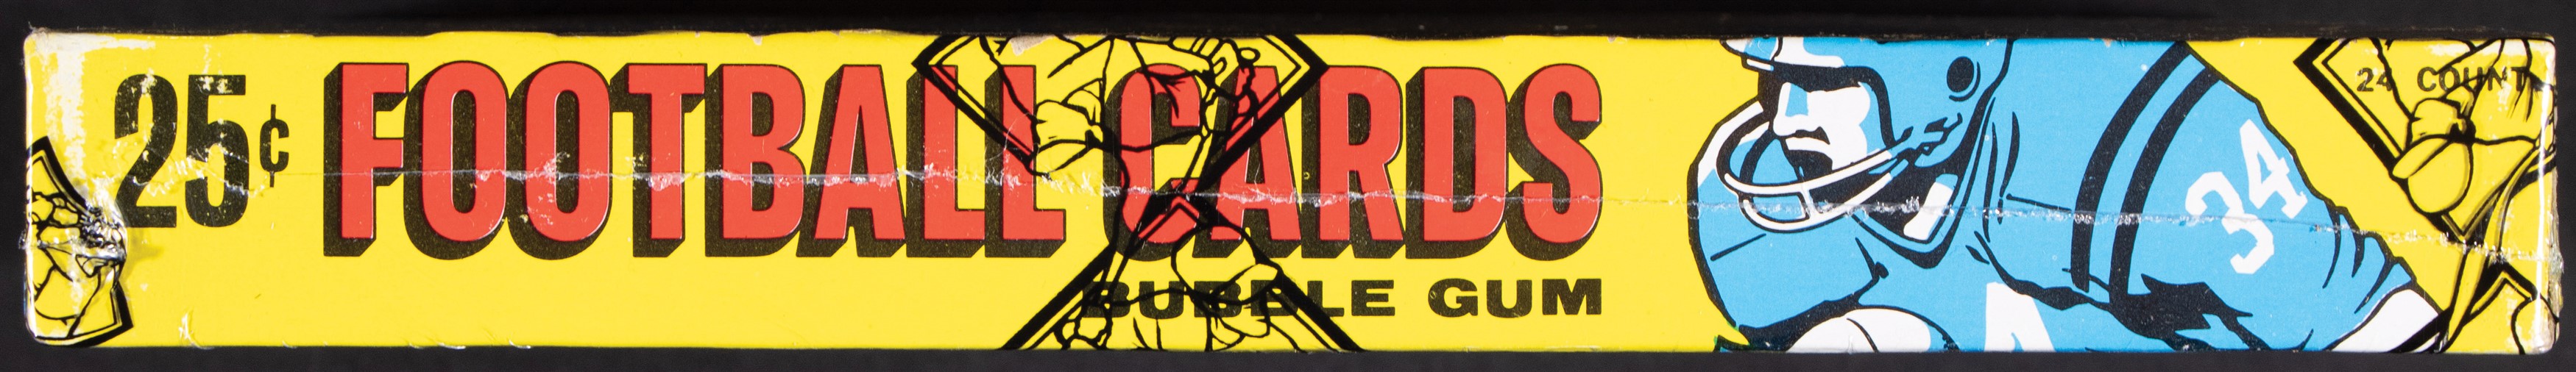 25¢ FOOTBALL CARDS
BUBBLE GUM
24 COUNT
34